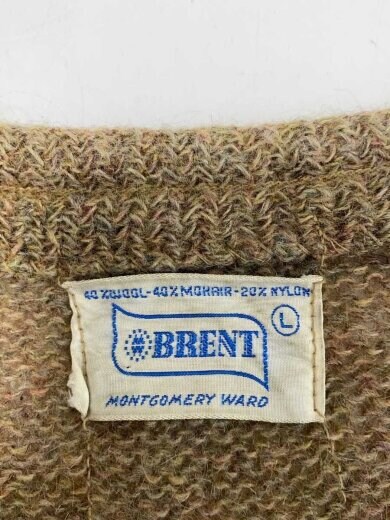 40%WOOL-40%MOHAIR-20% NYLON
L
W BRENT
MONTGOMERY WARD